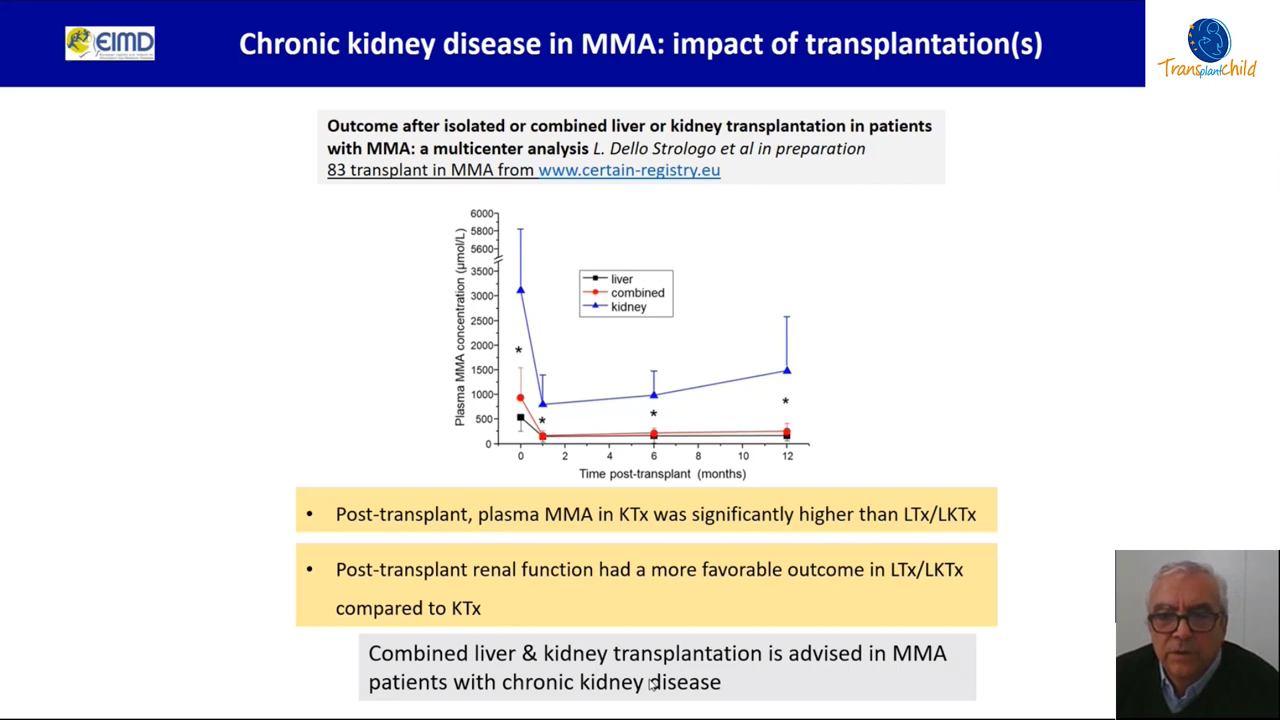 EIMD
Chronic kidney disease in MMA: impact of transplantation(s)
TransplantChild
Outcome after isolated or combined liver or kidney transplantation in patients
with MMA: a multicenter analysis L. Dello Strologo et al in preparation
83 transplant in MMA from www.certain-registry.eu
Plasma MMA concentration (µmol/L)
6000
5800
5600
3500
3000
2500
2000
1500
1000
500
0
liver
combined
kidney
*
*
*
*
0 2 4 6 8 10 12
Time post-transplant (months)
• Post-transplant, plasma MMA in KTx was significantly higher than LTx/LKTx
• Post-transplant renal function had a more favorable outcome in LTx/LKTx
compared to KTx
Combined liver & kidney transplantation is advised in MMA
patients with chronic kidney disease